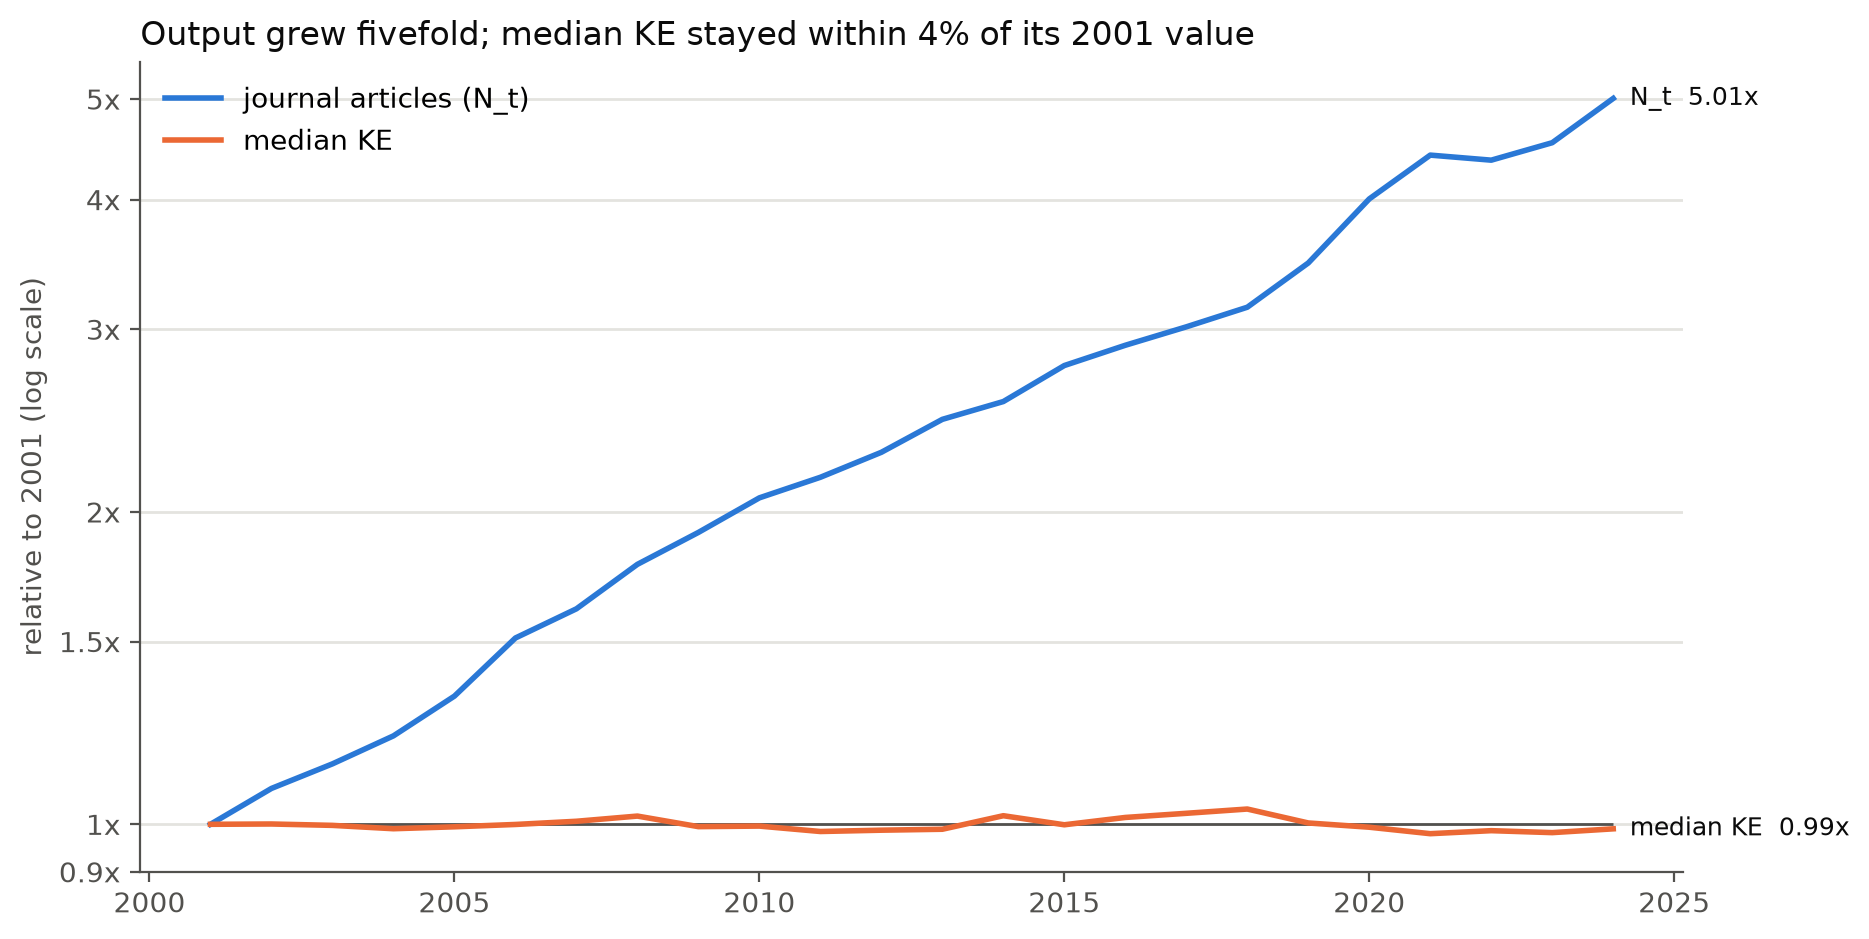 Output grew fivefold; median KE stayed within 4% of its 2001 value
journal articles (N_t)
median KE
N_t 5.01x
median KE 0.99x
relative to 2001 (log scale)
5x
4x
3x
2x
1.5x
1x
0.9x
2000 2005 2010 2015 2020 2025